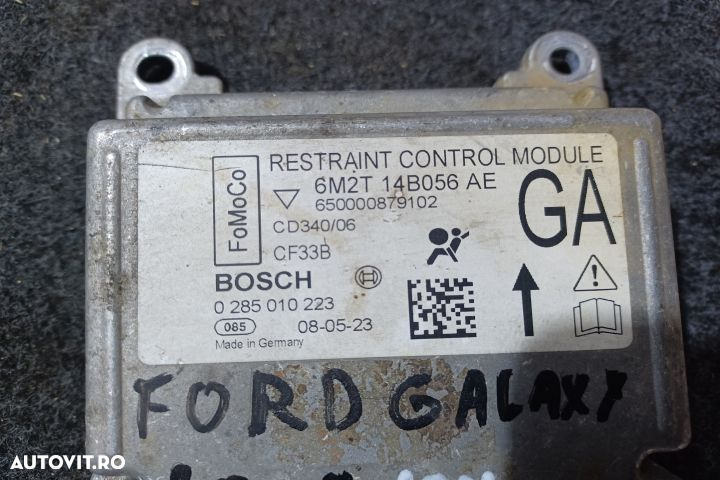 RESTRAINT CONTROL MODULE
FoMoCo
6M2T 14B056 AE
GA
650000879102
CD340/06
CF33B
BOSCH
0 285 010 223
085
08-05-23
Made in Germany
FORD GALAXY
AUTOVIT.RO